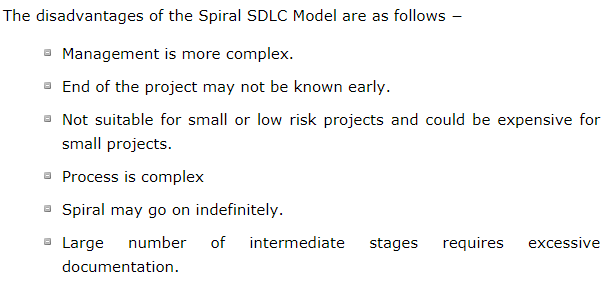 The disadvantages of the Spiral SDLC Model are as follows −
Management is more complex.
End of the project may not be known early.
Not suitable for small or low risk projects and could be expensive for
small projects.
Process is complex
Spiral may go on indefinitely.
Large number of intermediate stages requires excessive
documentation.